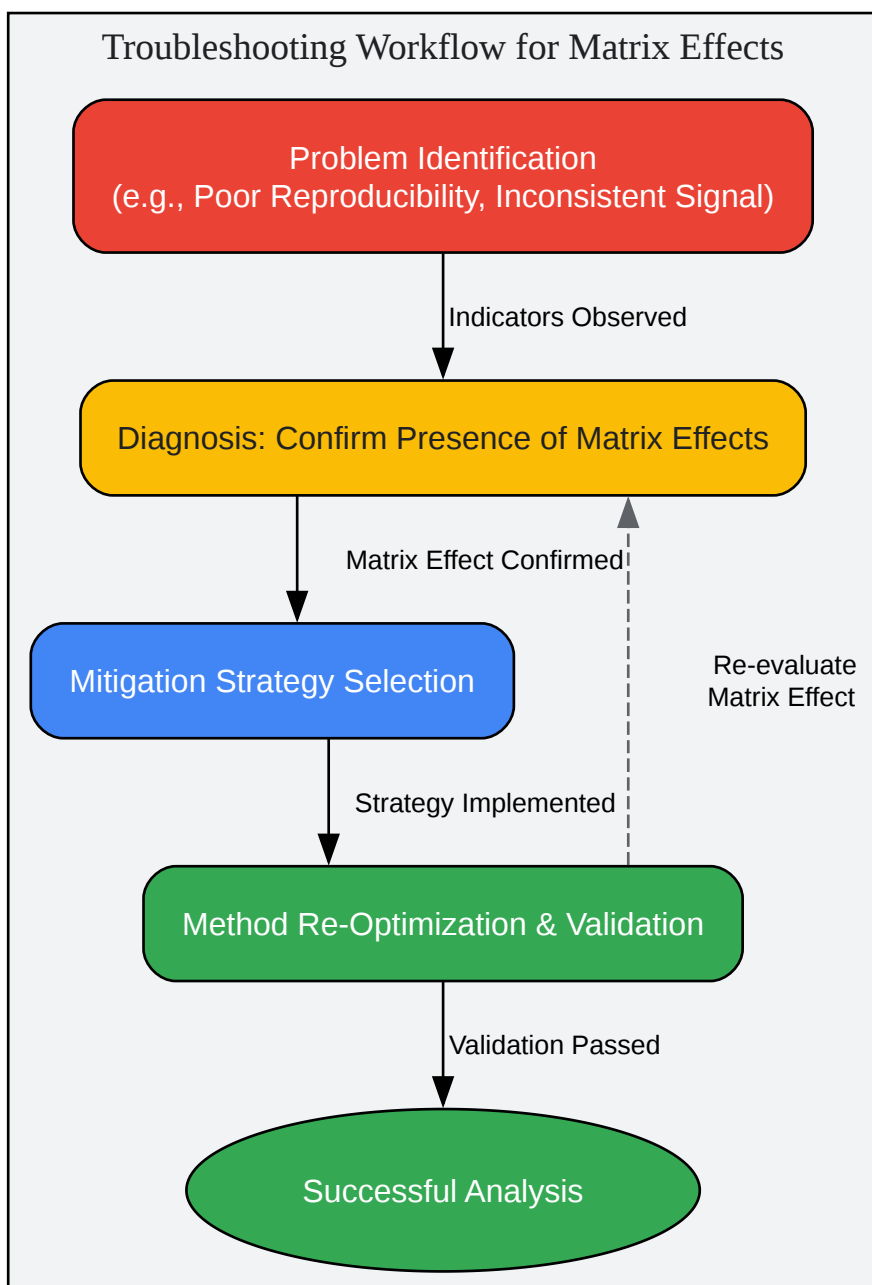 Troubleshooting Workflow for Matrix Effects
Problem Identification
(e.g., Poor Reproducibility, Inconsistent Signal)
Indicators Observed
Diagnosis: Confirm Presence of Matrix Effects
Matrix Effect Confirmed
Mitigation Strategy Selection
Re-evaluate
Matrix Effect
Strategy Implemented
Method Re-Optimization & Validation
Validation Passed
Successful Analysis